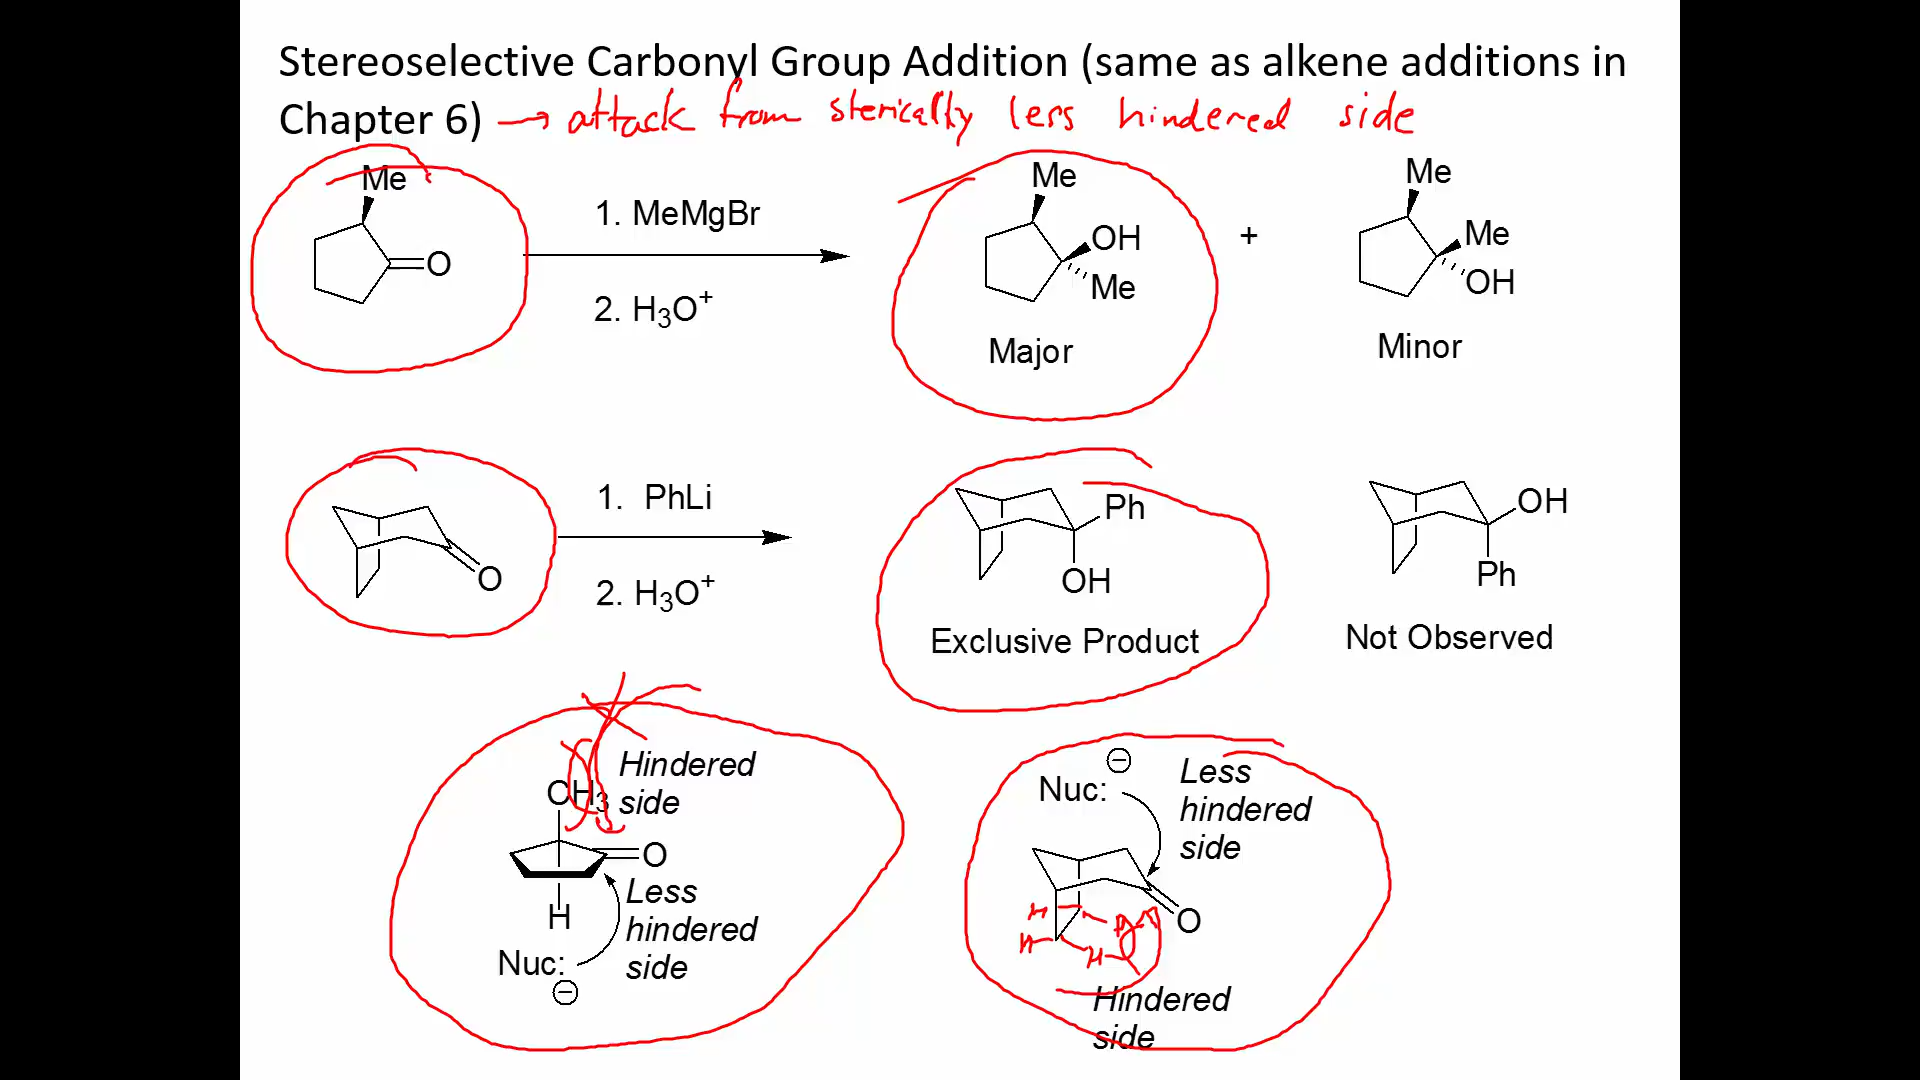 Stereoselective Carbonyl Group Addition (same as alkene additions in
Chapter 6) → attack from sterically less hindered side
Me
O
1. MeMgBr
2. H3O+
Me
OH
Me
Major
+
Me
Me
OH
Minor
O
1. PhLi
2. H3O+
Ph
OH
Exclusive Product
OH
Ph
Not Observed
Hindered
side
CH3
O
H
Less
hindered
side
Nuc:
⊖
⊖
Nuc:
Less
hindered
side
O
H
H
H
Hindered
side